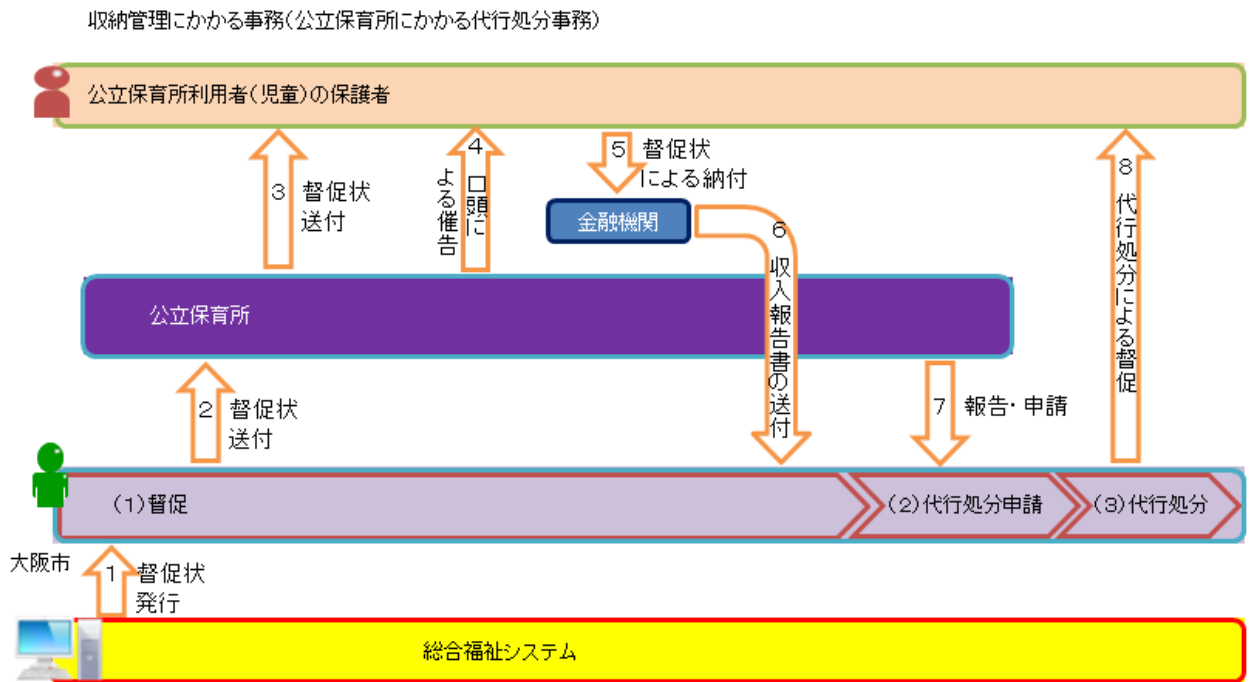 収納管理にかかる事務(公立保育所にかかる代行処分事務)
公立保育所利用者(児童)の保護者
3 督促状
送付
4 口頭に
よる催告
5 督促状
による納付
金融機関
6 収入報告書の送付
8 代行処分による督促
公立保育所
2 督促状
送付
7 報告・申請
(1)督促
(2)代行処分申請
(3)代行処分
大阪市
1 督促状
発行
総合福祉システム